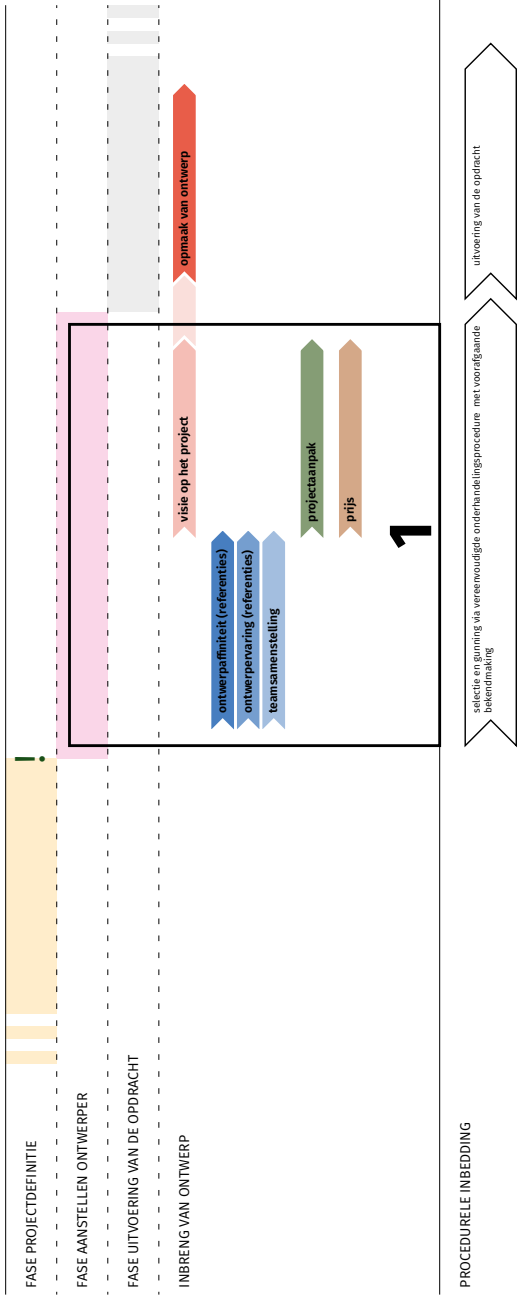 FASE PROJECTDEFINITIE
!
FASE AANSTELLEN ONTWERPER
FASE UITVOERING VAN DE OPDRACHT
INBRENG VAN ONTWERP
visie op het project
opmaak van ontwerp
ontwerpaffiniteit (referenties)
ontwerpervaring (referenties)
teamsamenstelling
projectaanpak
prijs
1
PROCEDURELE INBEDDING
selectie en gunning via vereenvoudigde onderhandelingsprocedure met voorafgaande
bekendmaking
uitvoering van de opdracht